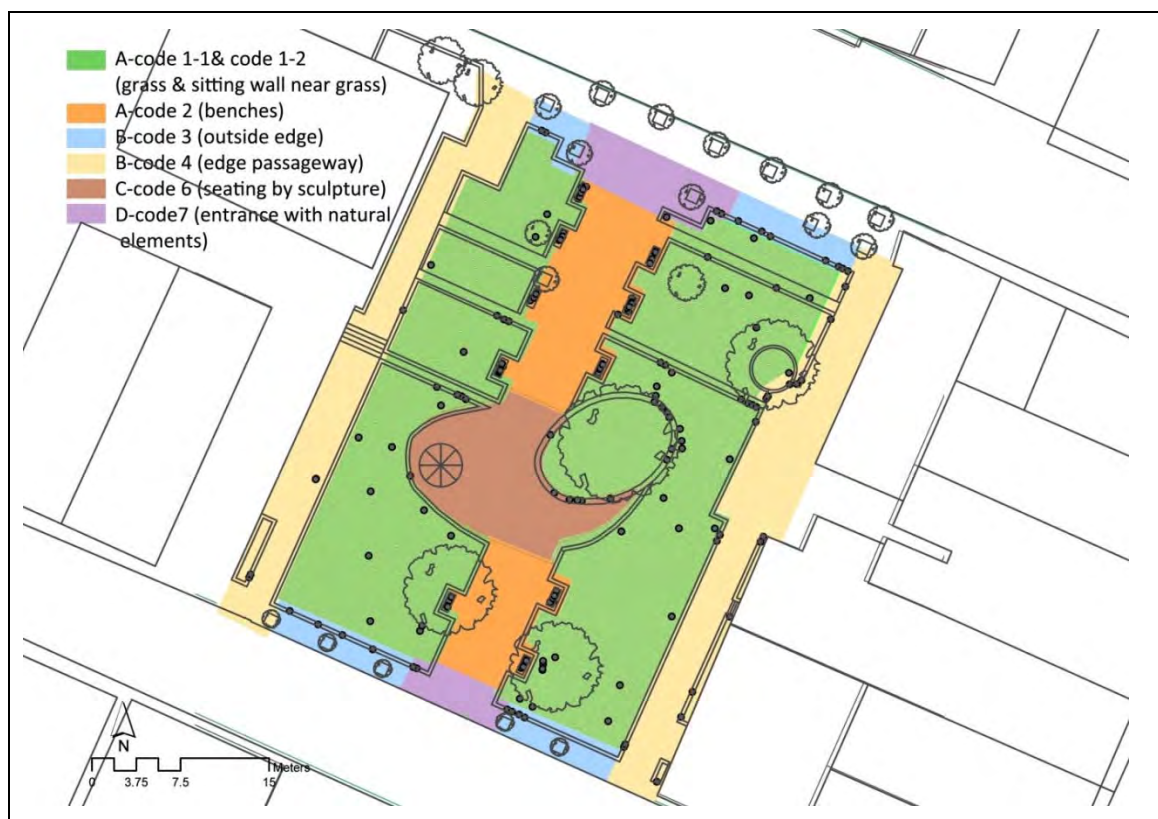 A-code 1-1& code 1-2
(grass & sitting wall near grass)
A-code 2 (benches)
B-code 3 (outside edge)
B-code 4 (edge passageway)
C-code 6 (seating by sculpture)
D-code7 (entrance with natural
elements)
N
Meters
0 3.75 7.5 15